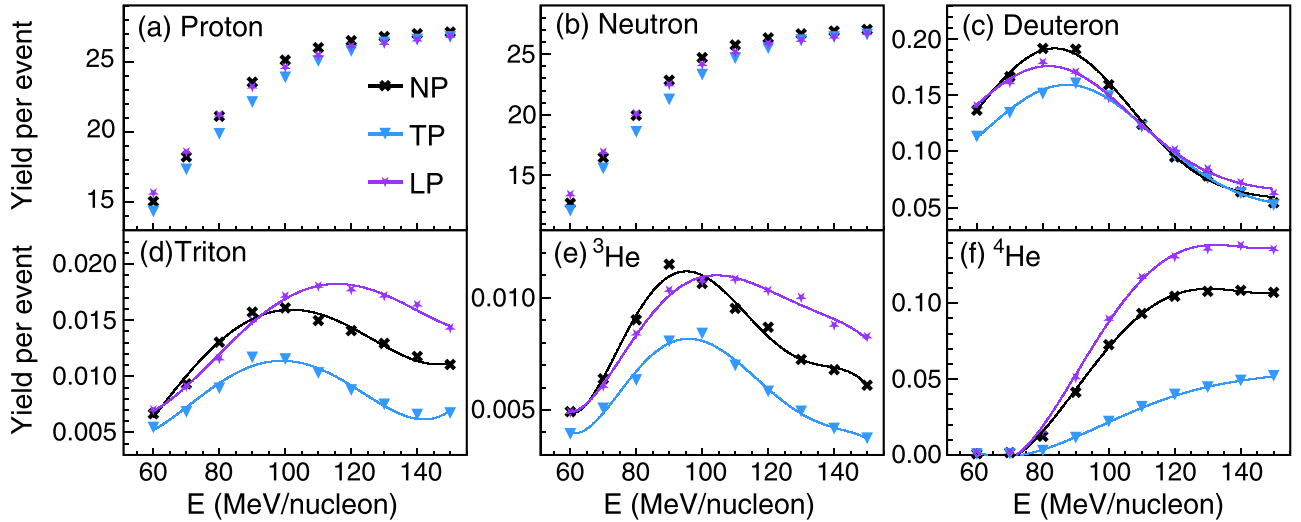 Yield per event
25
20
15
(a) Proton
NP
TP
LP
25
20
15
(b) Neutron
0.20
0.15
0.10
0.05
(c) Deuteron
Yield per event
0.020
0.015
0.010
0.005
(d)Triton
60 80 100 120 140
E (MeV/nucleon)
0.010
0.005
(e) ³He
60 80 100 120 140
E (MeV/nucleon)
0.10
0.05
0.00
(f) ⁴He
60 80 100 120 140
E (MeV/nucleon)